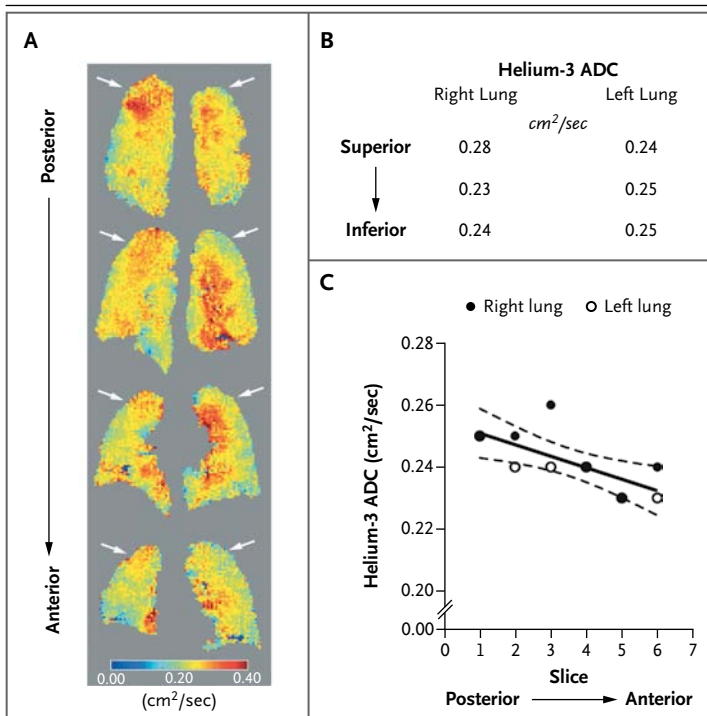 A
Posterior
Anterior
0.00 0.20 0.40
(cm²/sec)
B
Helium-3 ADC
Right Lung Left Lung
cm²/sec
Superior 0.28 0.24
0.23 0.25
Inferior 0.24 0.25
C
Right lung Left lung
Helium-3 ADC (cm²/sec)
0.28
0.26
0.24
0.22
0.20
0.00
0 1 2 3 4 5 6 7
Slice
Posterior Anterior